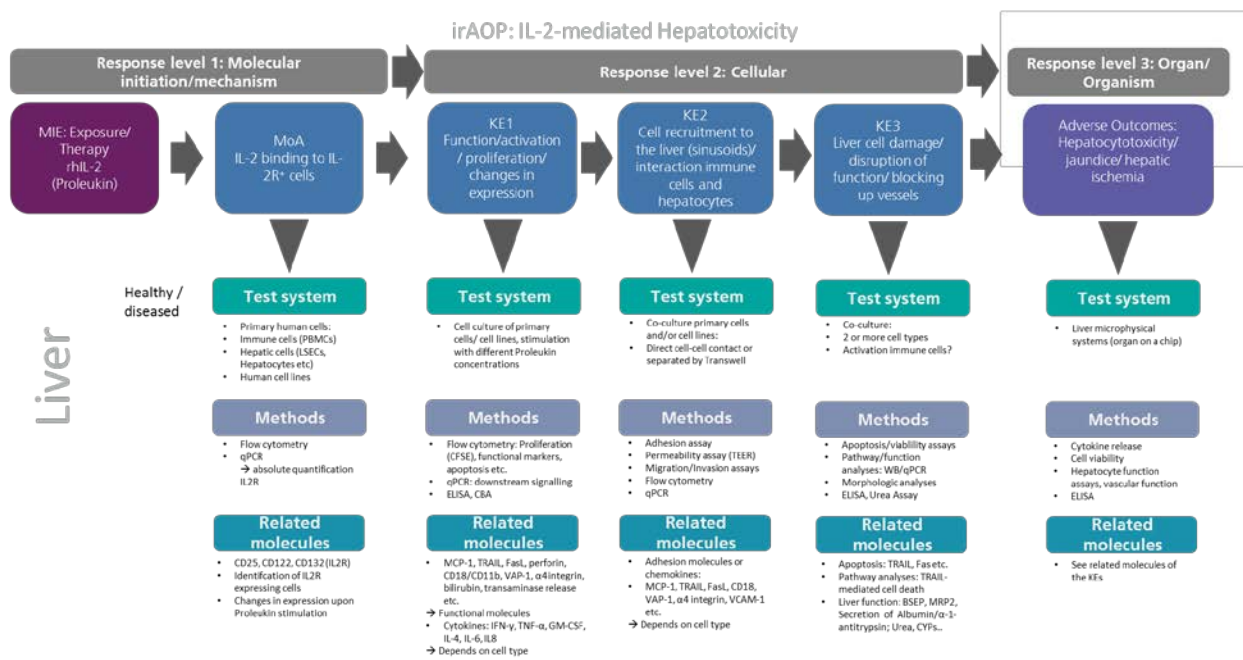 irAOP: IL-2-mediated Hepatotoxicity
Response level 1: Molecular
initiation/mechanism
Response level 2: Cellular
Response level 3: Organ/
Organism
MIE: Exposure/
Therapy
rhIL-2
(Proleukin)
MoA
IL-2 binding to IL-
2R⁺ cells
KE1
Function/activation
/ proliferation/
changes in
expression
KE2
Cell recruitment to
the liver (sinusoids)/
interaction immune
cells and
hepatocytes
KE3
Liver cell damage/
disruption of
function/ blocking
up vessels
Adverse Outcomes:
Hepatocytotoxicity/
jaundice/ hepatic
ischemia
Liver
Healthy /
diseased
Test system
• Primary human cells:
• Immune cells (PBMCs)
• Hepatic cells (LSECs,
Hepatocytes etc)
• Human cell lines
Test system
• Cell culture of primary
cells/ cell lines, stimulation
with different Proleukin
concentrations
Test system
• Co-culture primary cells
and/or cell lines:
• Direct cell-cell contact or
separated by Transwell
Test system
• Co-culture:
• 2 or more cell types
• Activation immune cells?
Test system
• Liver microphysical
systems (organ on a chip)
Methods
• Flow cytometry
• qPCR
→ absolute quantification
IL2R
Methods
• Flow cytometry: Proliferation
(CFSE), functional markers,
apoptosis etc.
• qPCR: downstream signalling
• ELISA, CBA
Methods
• Adhesion assay
• Permeability assay (TEER)
• Migration/Invasion assays
• Flow cytometry
• qPCR
Methods
• Apoptosis/viablility assays
• Pathway/function
analyses: WB/qPCR
• Morphologic analyses
• ELISA, Urea Assay
Methods
• Cytokine release
• Cell viability
• Hepatocyte function
assays, vascular function
• ELISA
Related
molecules
• CD25, CD122, CD132(IL2R)
• Identification of IL2R
expressing cells
• Changes in expression upon
Proleukin stimulation
Related
molecules
• MCP-1, TRAIL, FasL, perforin,
CD18/CD11b, VAP-1, α4integrin,
bilirubin, transaminase release
etc.
→ Functional molecules
• Cytokines: IFN-γ, TNF-α, GM-CSF,
IL-4, IL-6, IL8
→ Depends on cell type
Related
molecules
• Adhesion molecules or
chemokines:
• MCP-1, TRAIL, FasL, CD18,
VAP-1, α4 integrin, VCAM-1
etc.
→ Depends on cell type
Related
molecules
• Apoptosis: TRAIL, Fas etc.
• Pathway analyses: TRAIL-
mediated cell death
• Liver function: BSEP, MRP2,
Secretion of Albumin/α-1-
antitrypsin; Urea, CYPs...
Related
molecules
• See related molecules of
the KEs